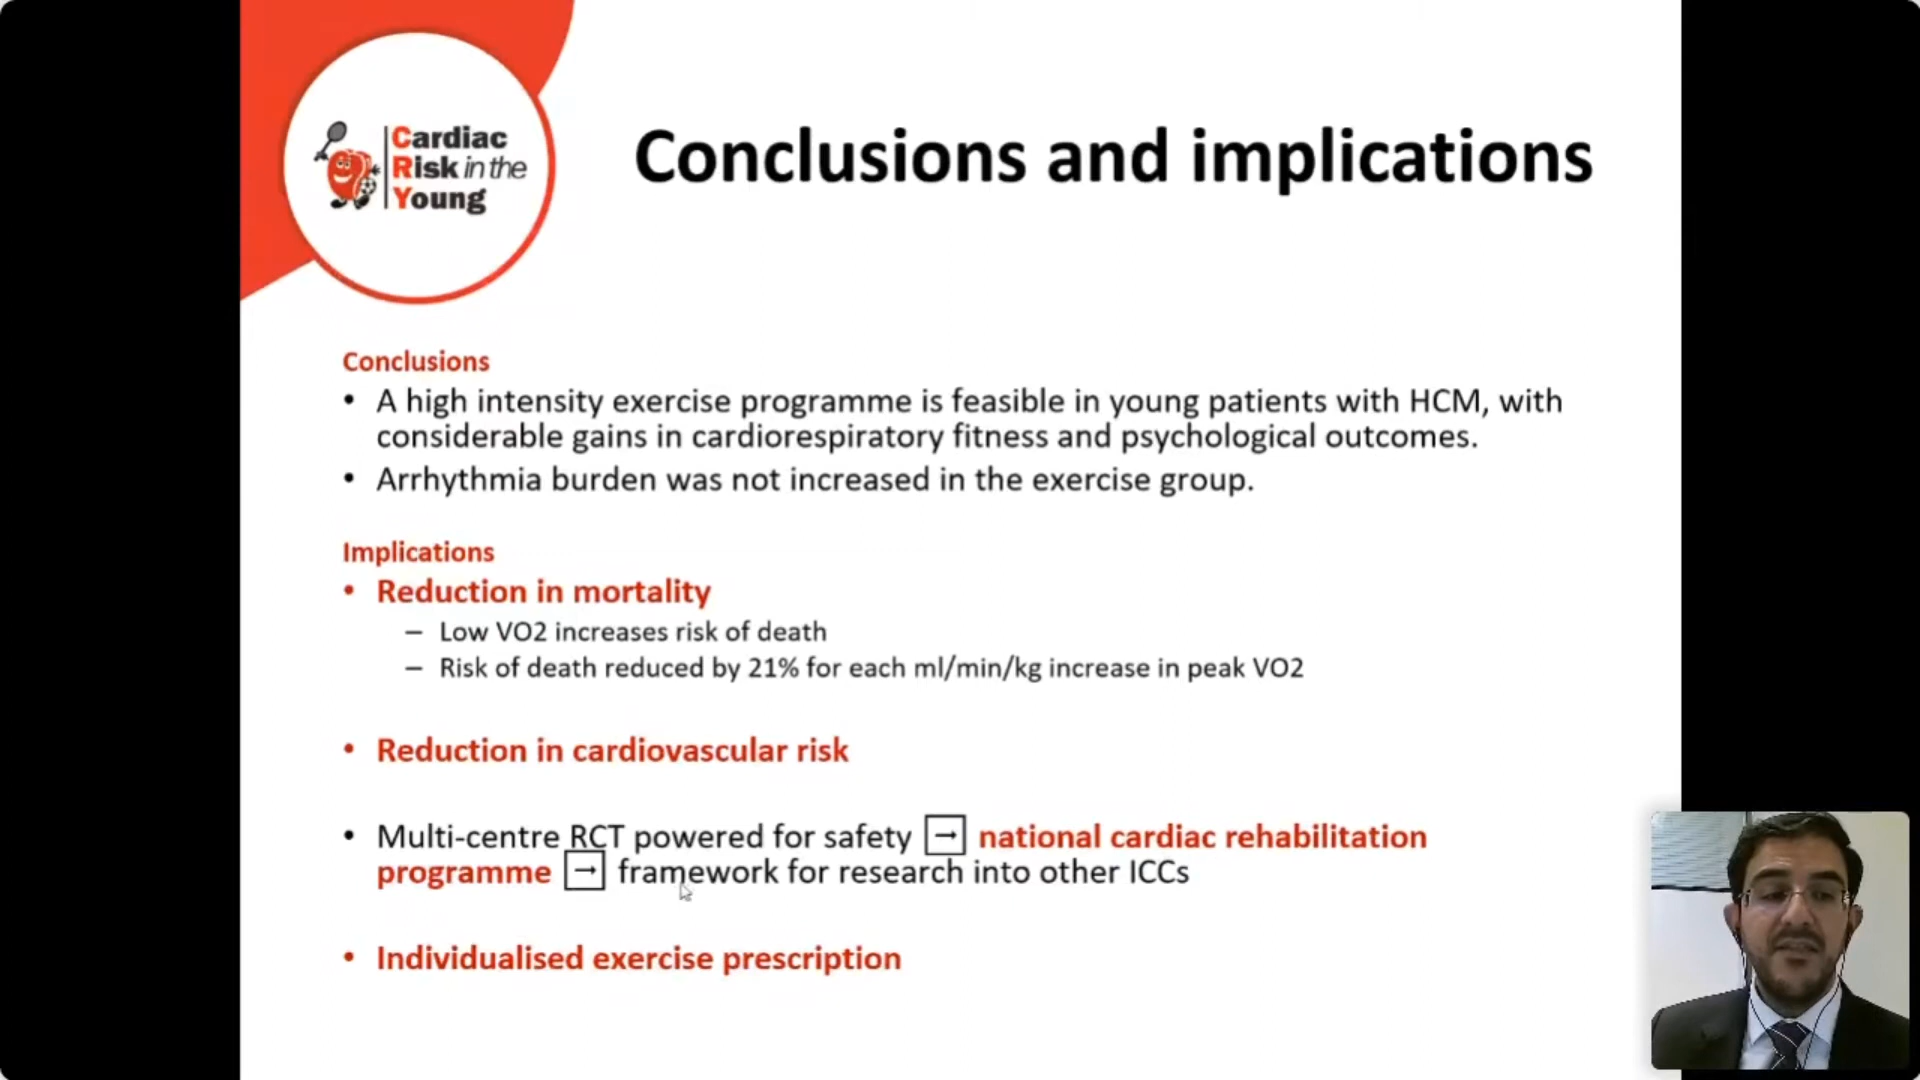 Cardiac
Risk in the
Young
Conclusions and implications
Conclusions
• A high intensity exercise programme is feasible in young patients with HCM, with
considerable gains in cardiorespiratory fitness and psychological outcomes.
• Arrhythmia burden was not increased in the exercise group.
Implications
• Reduction in mortality
– Low VO2 increases risk of death
– Risk of death reduced by 21% for each ml/min/kg increase in peak VO2
• Reduction in cardiovascular risk
• Multi-centre RCT powered for safety → national cardiac rehabilitation
programme → framework for research into other ICCs
• Individualised exercise prescription